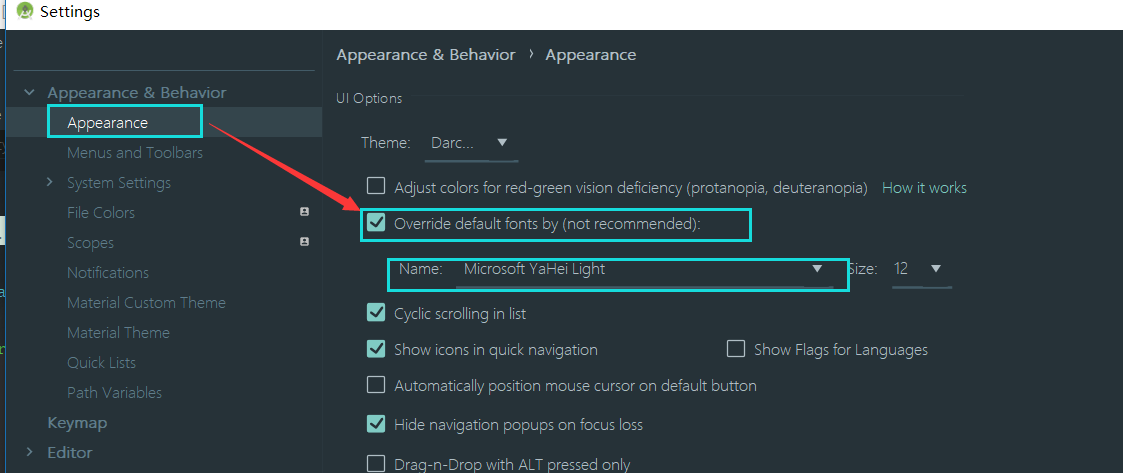 Settings
Appearance & Behavior
Appearance
Menus and Toolbars
System Settings
File Colors
Scopes
Notifications
Material Custom Theme
Material Theme
Quick Lists
Path Variables
Keymap
Editor
Appearance & Behavior › Appearance
UI Options
Theme: Darc...
Adjust colors for red-green vision deficiency (protanopia, deuteranopia) How it works
Override default fonts by (not recommended):
Name: Microsoft YaHei Light Size: 12
Cyclic scrolling in list
Show icons in quick navigation Show Flags for Languages
Automatically position mouse cursor on default button
Hide navigation popups on focus loss
Drag-n-Drop with ALT pressed only